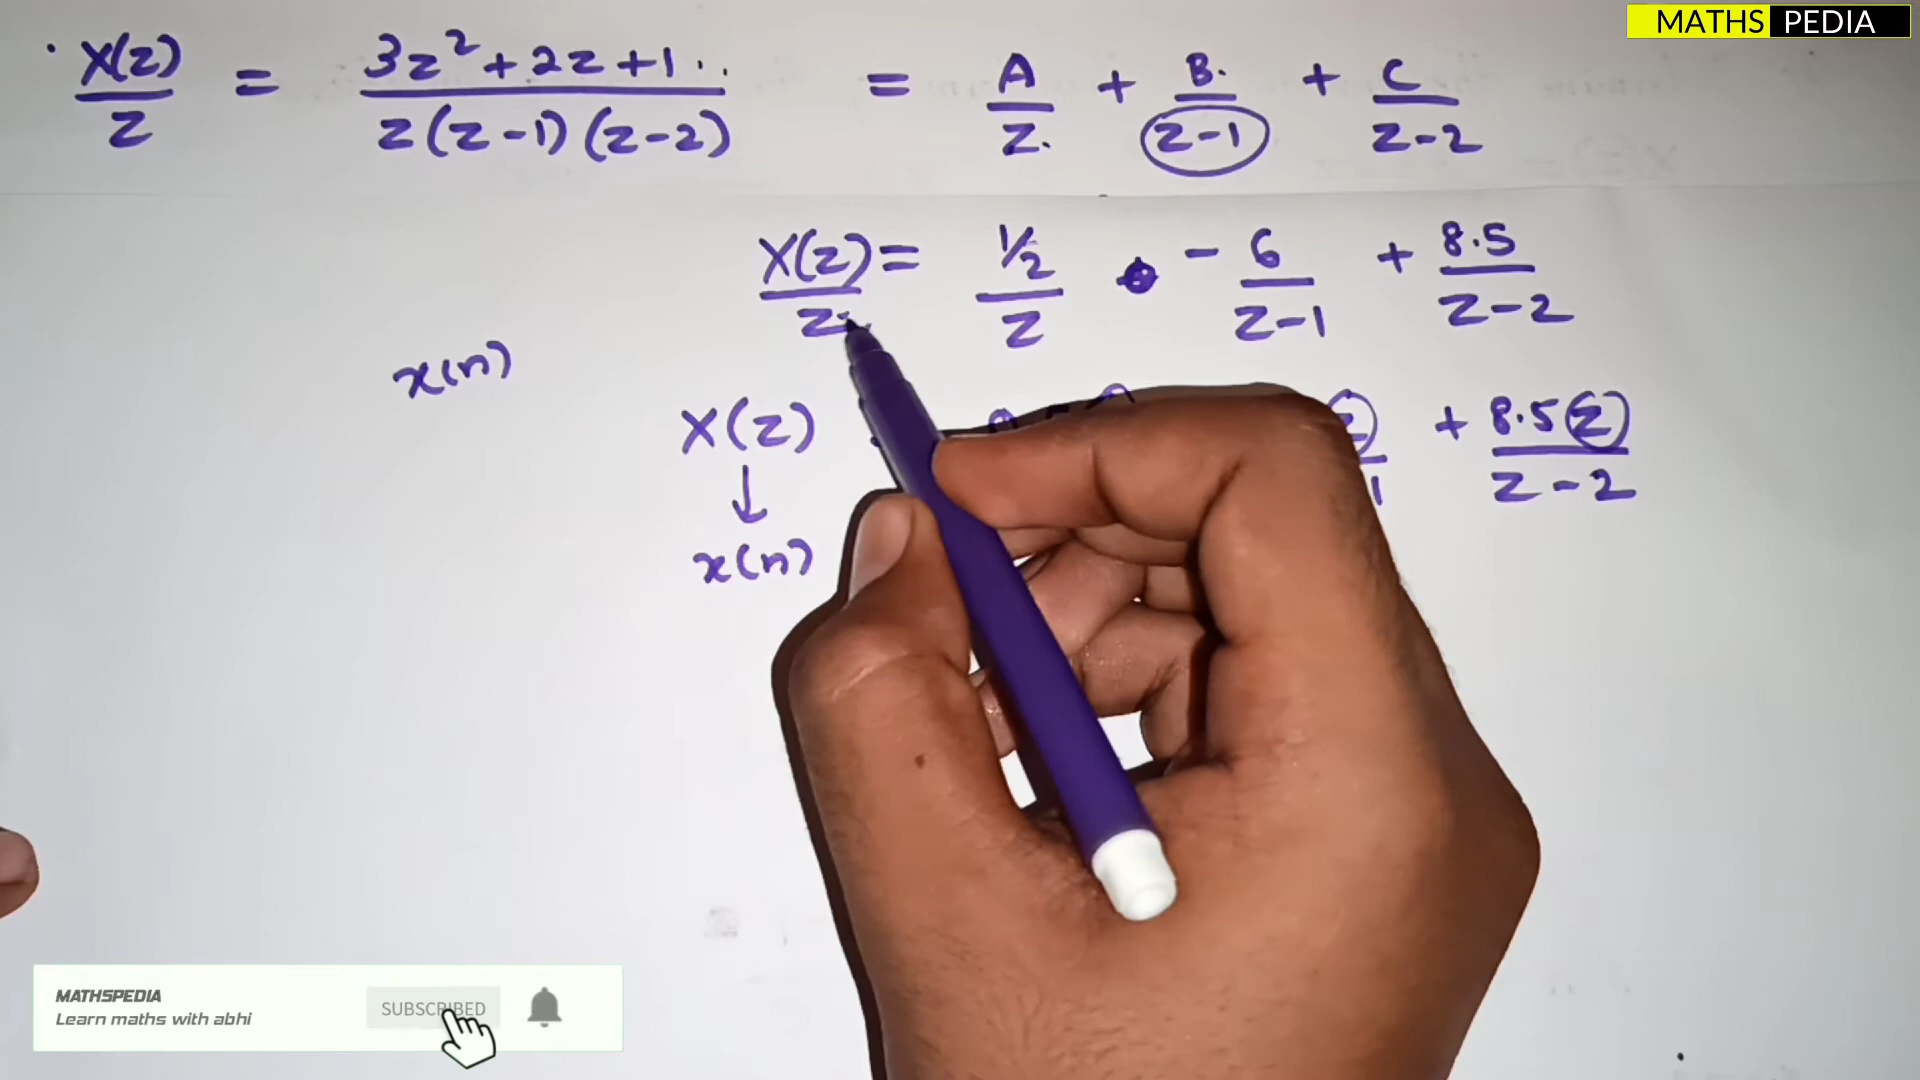 MATHS PEDIA
X(z)/z = 3z²+2z+1.. / z(z-1)(z-2) = A/z. + B./z-1 + C/z-2
X(z)/z = ½/z - 6/z-1 + 8.5/z-2
x(n)
X(z) + 8.5(z)/z-2
↓
x(n)
MATHSPEDIA
Learn maths with abhi
SUBSCRIBED